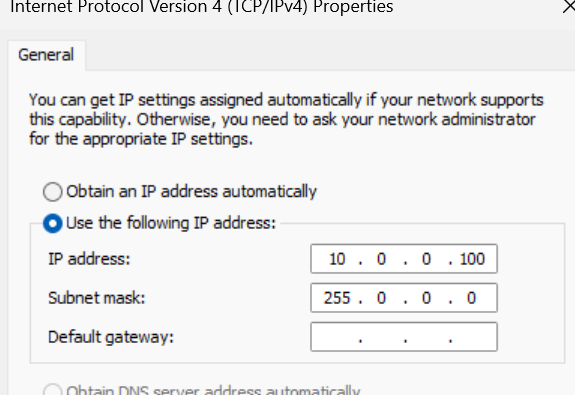 Internet Protocol Version 4 (TCP/IPv4) Properties
General
You can get IP settings assigned automatically if your network supports
this capability. Otherwise, you need to ask your network administrator
for the appropriate IP settings.
Obtain an IP address automatically
Use the following IP address:
IP address: 10 . 0 . 0 . 100
Subnet mask: 255 . 0 . 0 . 0
Default gateway: . . .
Obtain DNS server address automatically